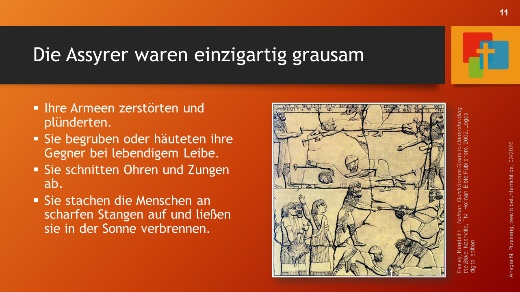 11
Die Assyrer waren einzigartig grausam
▪ Ihre Armeen zerstörten und
plünderten.
▪ Sie begruben oder häuteten ihre
Gegner bei lebendigem Leibe.
▪ Sie schnitten Ohren und Zungen
ab.
▪ Sie stachen die Menschen an
scharfen Stangen auf und ließen
sie in der Sonne verbrennen.